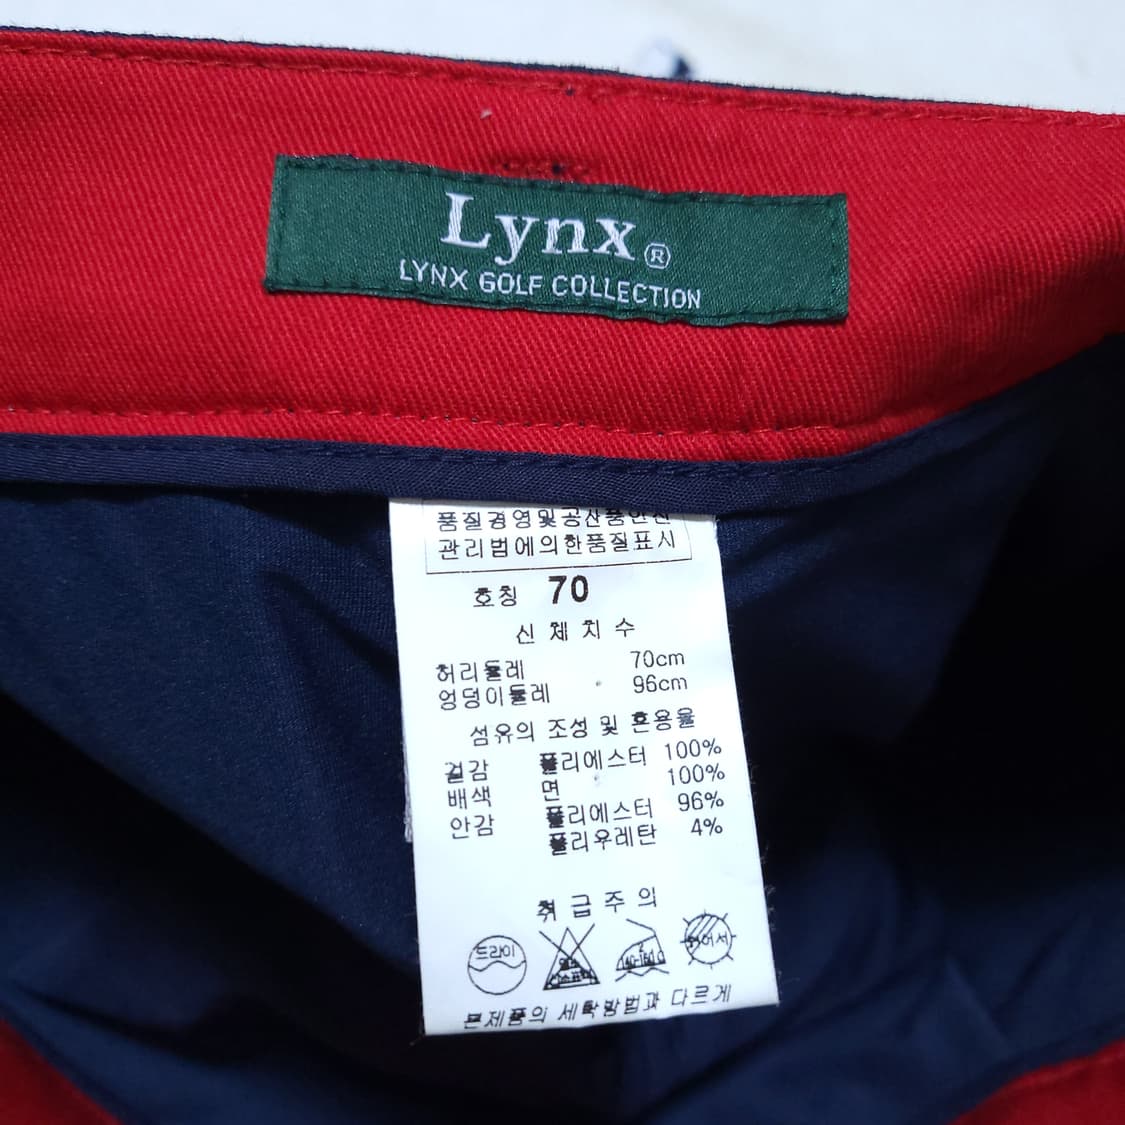 Lynx®
LYNX GOLF COLLECTION
품질경영및공산품안전
관리법에의한품질표시
호칭 70
신체치수
허리둘레 70cm
엉덩이둘레 96cm
섬유의 조성 및 혼용율
겉감 폴리에스터 100%
배색 면 100%
안감 폴리에스터 96%
폴리우레탄 4%
취급주의
드라이
본제품의 세탁방법과 다르게